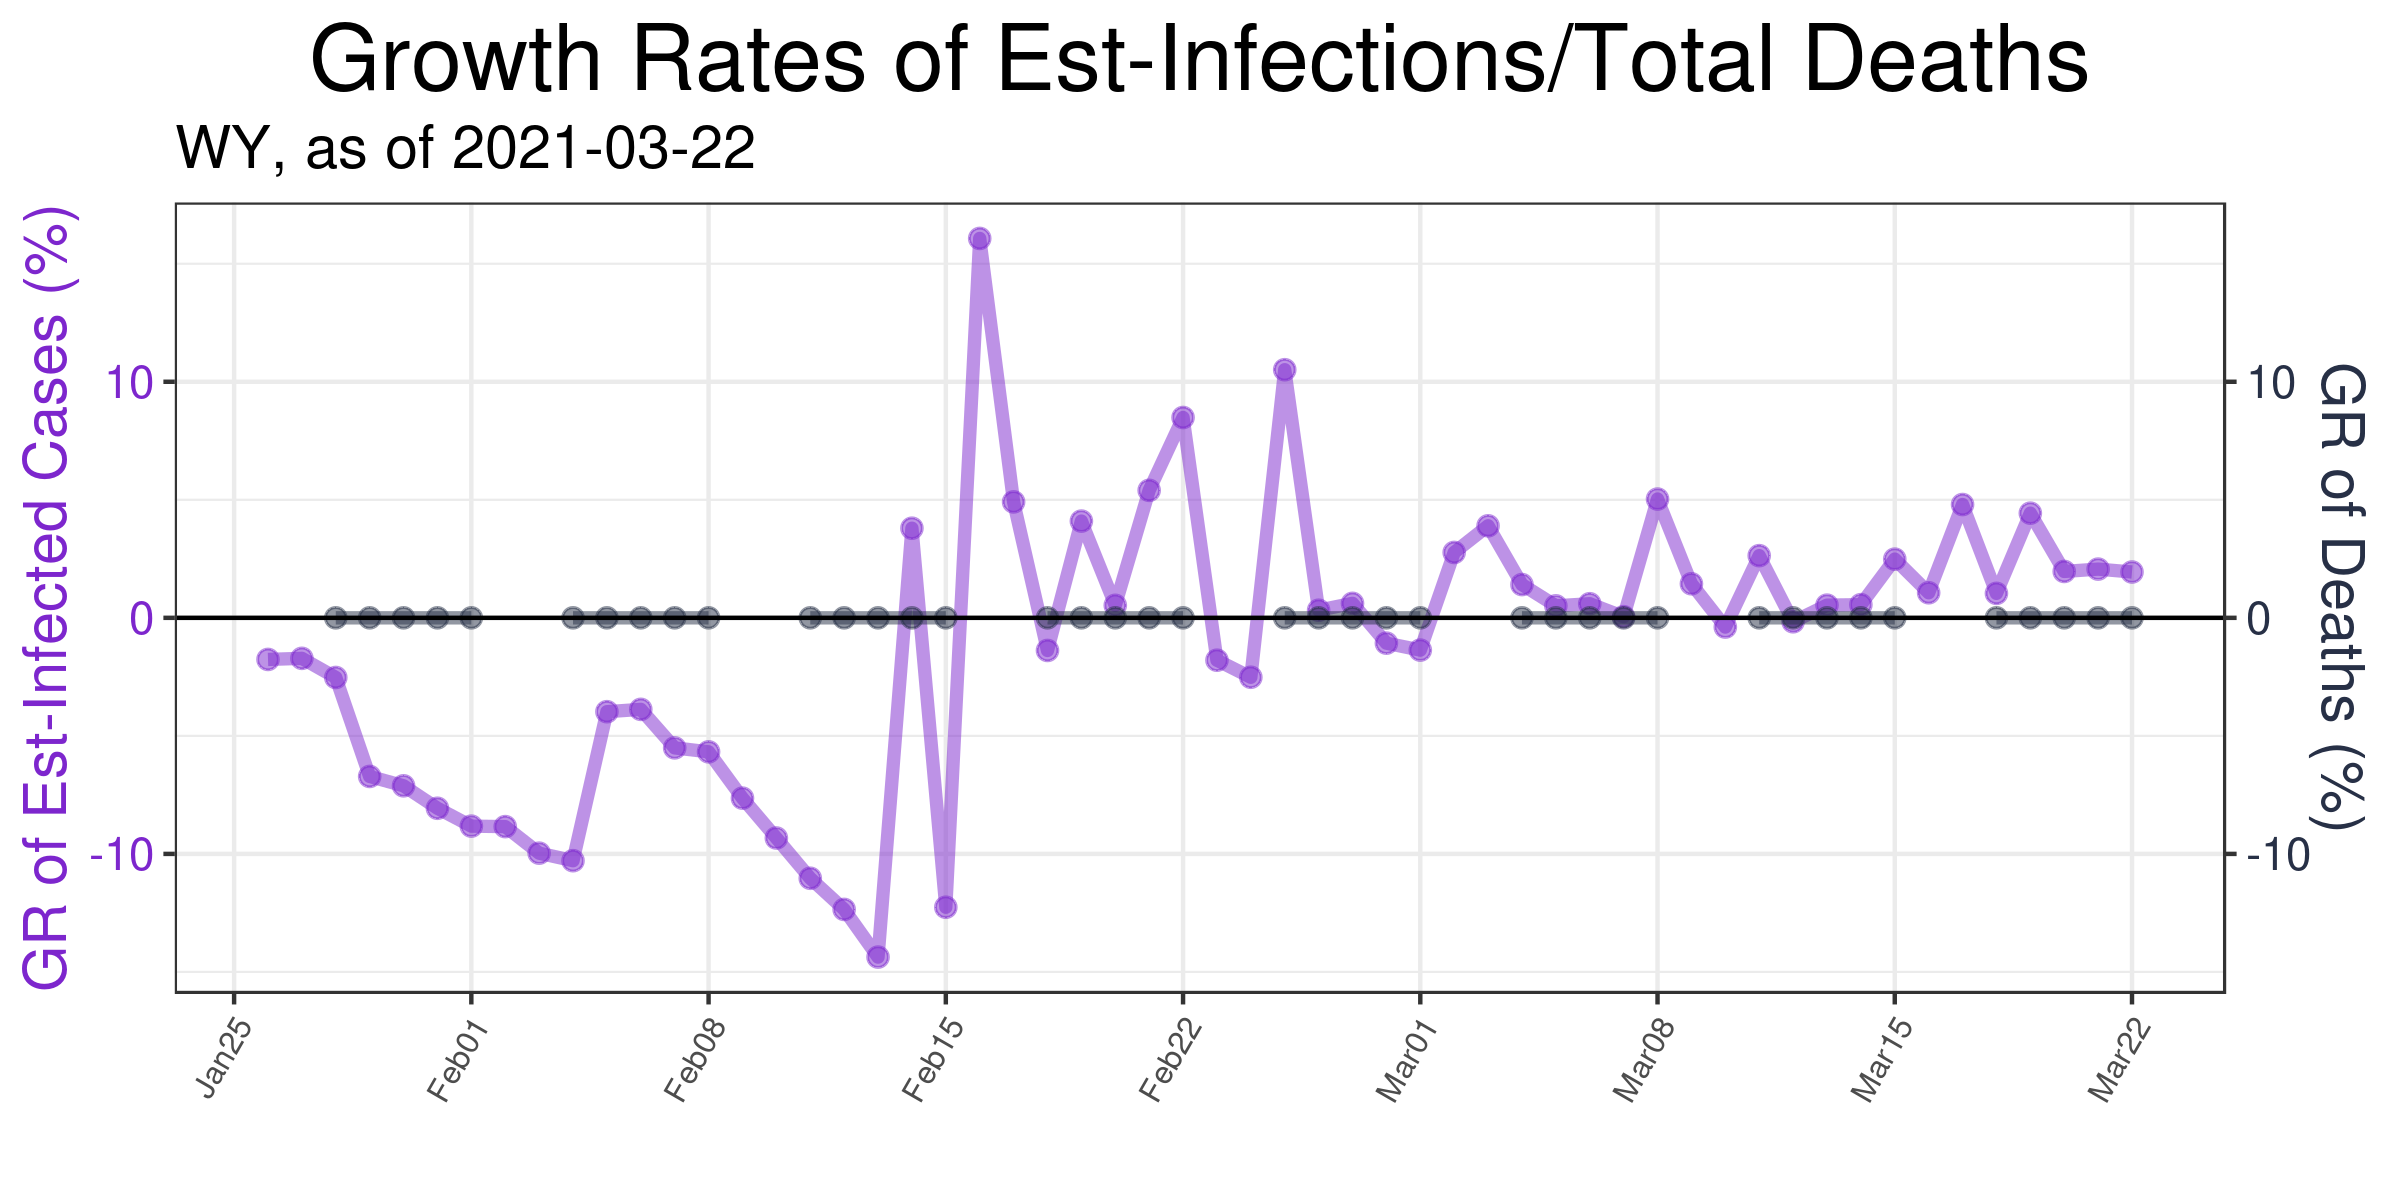 Growth Rates of Est-Infections/Total Deaths
WY, as of 2021-03-22
GR of Est-Infected Cases (%)
10
0
-10
10
0
-10
GR of Deaths (%)
Jan25
Feb01
Feb08
Feb15
Feb22
Mar01
Mar08
Mar15
Mar22